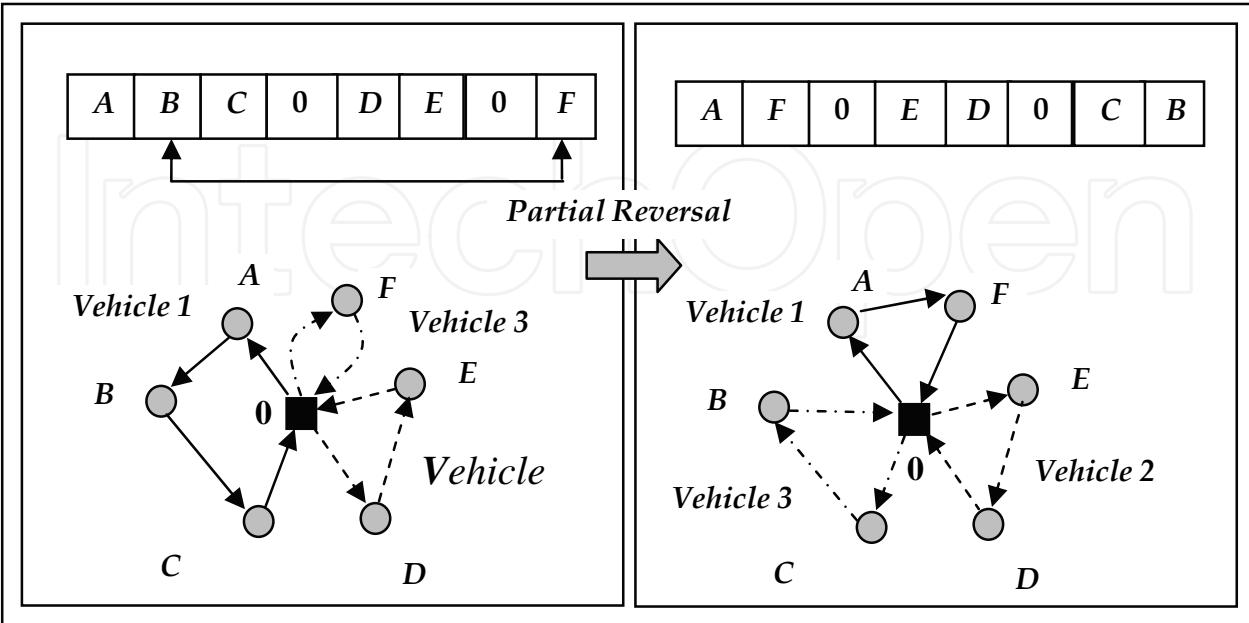 A B C 0 D E 0 F
A F 0 E D 0 C B
IntechOpen
Partial Reversal
A
F
Vehicle 1
Vehicle 3
E
B
0
Vehicle
C
D
A
F
Vehicle 1
E
B
0
Vehicle 2
Vehicle 3
C
D